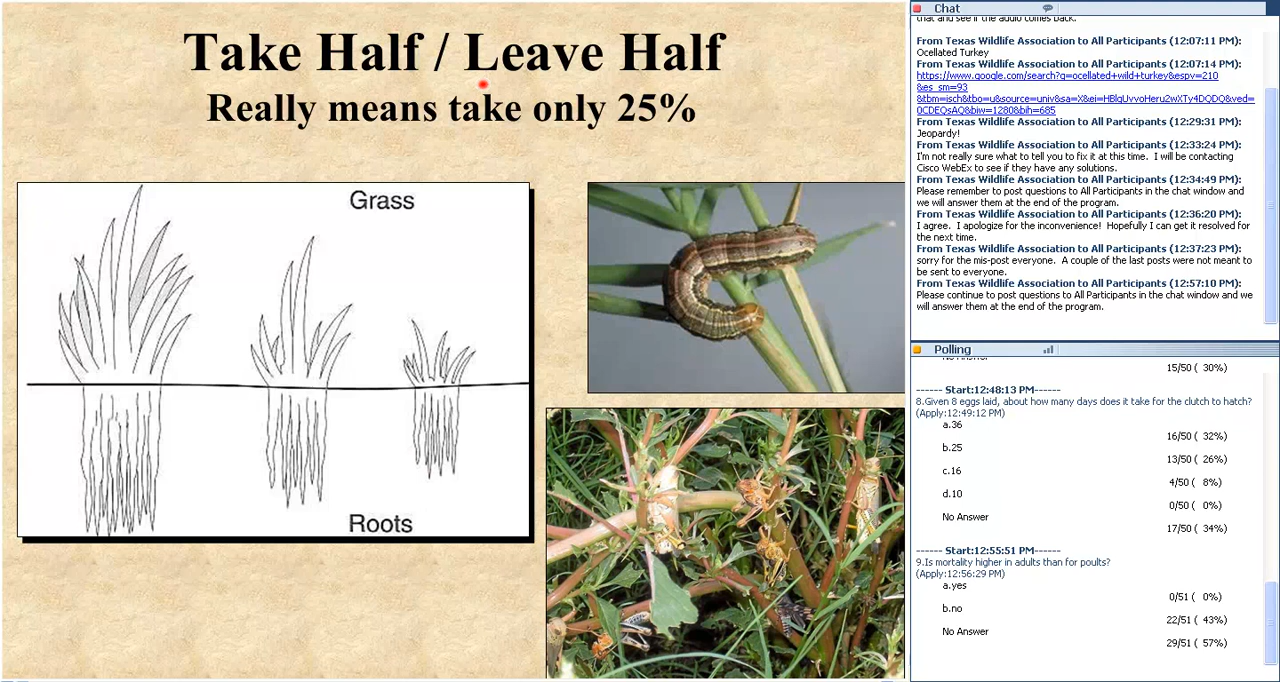 Take Half / Leave Half
Really means take only 25%
Grass
Roots
Chat
chat and see if the audio comes back.
From Texas Wildlife Association to All Participants (12:07:11 PM):
Ocellated Turkey
From Texas Wildlife Association to All Participants (12:07:14 PM):
https://www.google.com/search?q=ocellated+wild+turkey&espv=210
&es_sm=93
From Texas Wildlife Association to All Participants (12:29:31 PM):
Jeopardy!
From Texas Wildlife Association to All Participants (12:33:24 PM):
I'm not really sure what to tell you to fix it at this time.  I will be contacting
Cisco WebEx to see if they have any solutions.
From Texas Wildlife Association to All Participants (12:34:49 PM):
Please remember to post questions to All Participants in the chat window and
we will answer them at the end of the program.
From Texas Wildlife Association to All Participants (12:36:20 PM):
I agree.  I apologize for the inconvenience!  Hopefully I can get it resolved for
the next time.
From Texas Wildlife Association to All Participants (12:37:23 PM):
sorry for the mis-post everyone.  A couple of the last posts were not meant to
be sent to everyone.
From Texas Wildlife Association to All Participants (12:57:10 PM):
Please continue to post questions to All Participants in the chat window and we
will answer them at the end of the program.
Polling
No Answer
15/50 ( 30%)
------ Start:12:48:13 PM------
8.Given 8 eggs laid, about how many days does it take for the clutch to hatch?
(Apply:12:49:12 PM)
a.36
16/50 ( 32%)
b.25
13/50 ( 26%)
c.16
4/50 ( 8%)
d.10
0/50 ( 0%)
No Answer
17/50 ( 34%)
------ Start:12:55:51 PM------
9.Is mortality higher in adults than for poults?
(Apply:12:56:29 PM)
a.yes
0/51 ( 0%)
b.no
22/51 ( 43%)
No Answer
29/51 ( 57%)